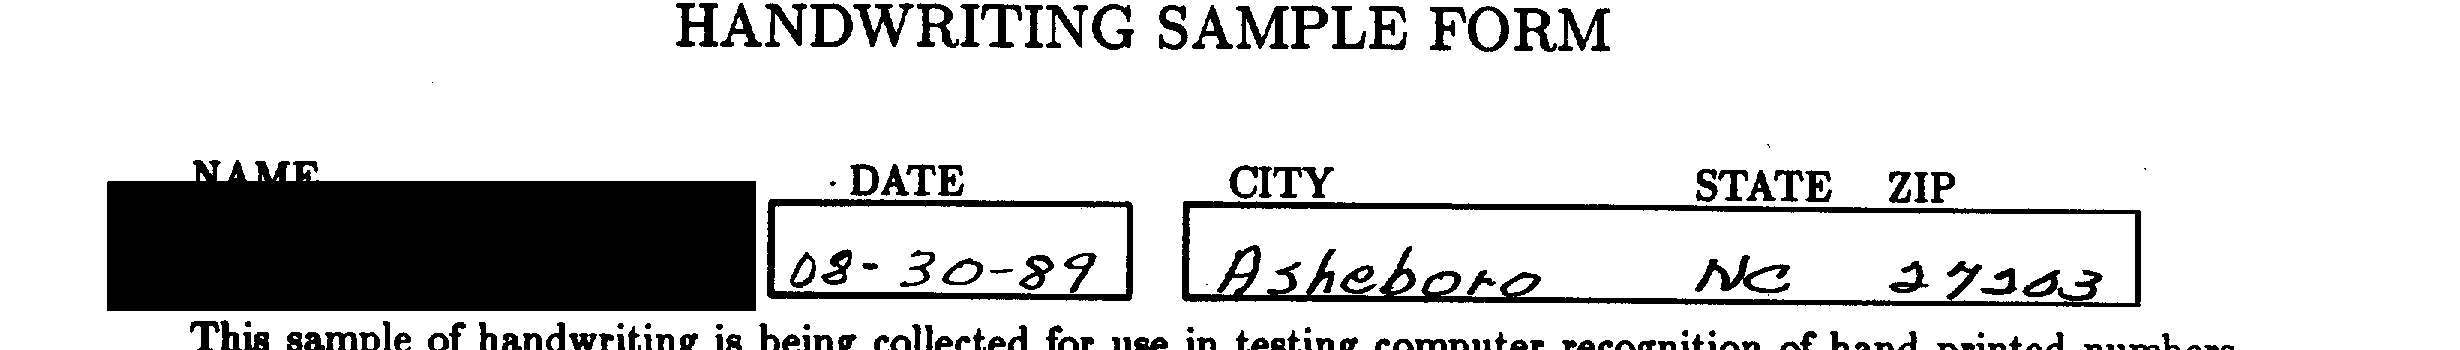 HANDWRITING SAMPLE FORM
NAME DATE CITY STATE ZIP
08-30-89 Asheboro NC 27203
This sample of handwriting is being collected for use in testing computer recognition of hand printed numbers